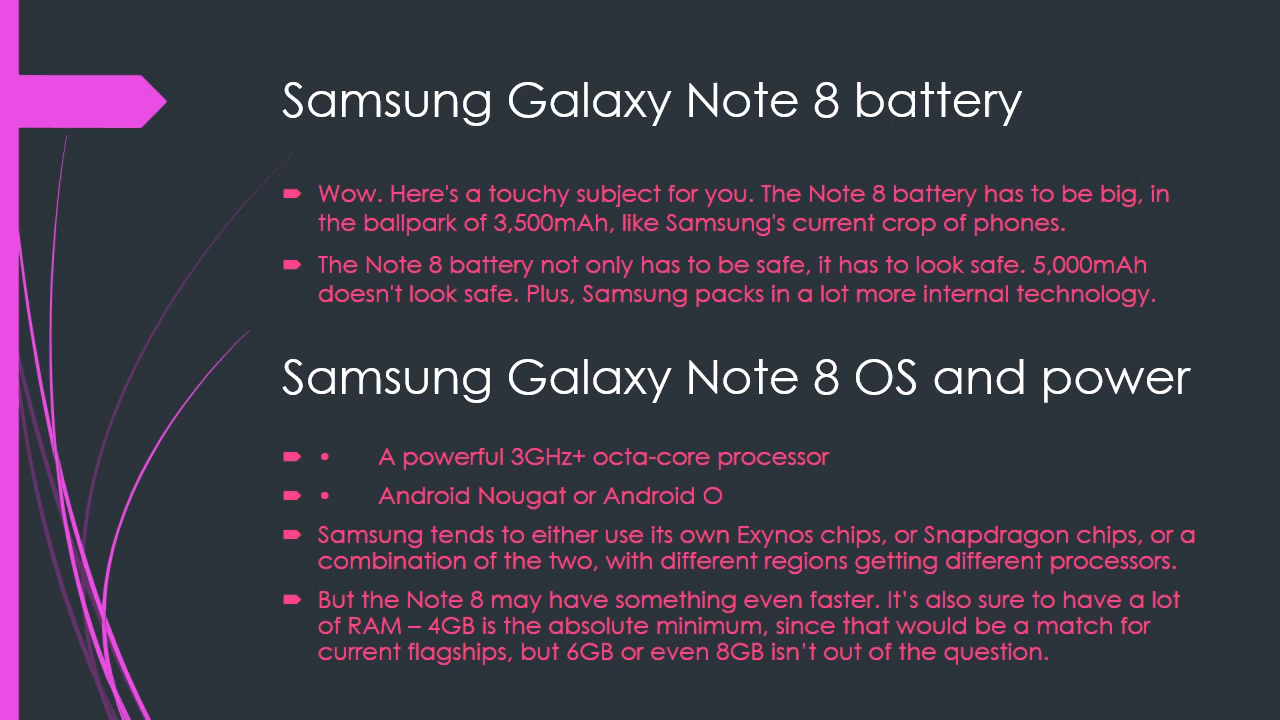 Samsung Galaxy Note 8 battery
Wow. Here's a touchy subject for you. The Note 8 battery has to be big, in
the ballpark of 3,500mAh, like Samsung's current crop of phones.
The Note 8 battery not only has to be safe, it has to look safe. 5,000mAh
doesn't look safe. Plus, Samsung packs in a lot more internal technology.
Samsung Galaxy Note 8 OS and power
• A powerful 3GHz+ octa-core processor
• Android Nougat or Android O
Samsung tends to either use its own Exynos chips, or Snapdragon chips, or a
combination of the two, with different regions getting different processors.
But the Note 8 may have something even faster. It’s also sure to have a lot
of RAM – 4GB is the absolute minimum, since that would be a match for
current flagships, but 6GB or even 8GB isn’t out of the question.